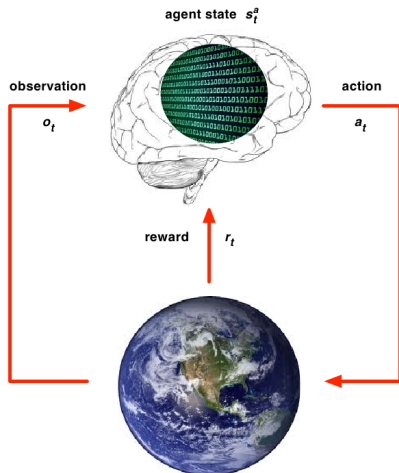 agent state s_t^a
observation
o_t
action
a_t
reward r_t